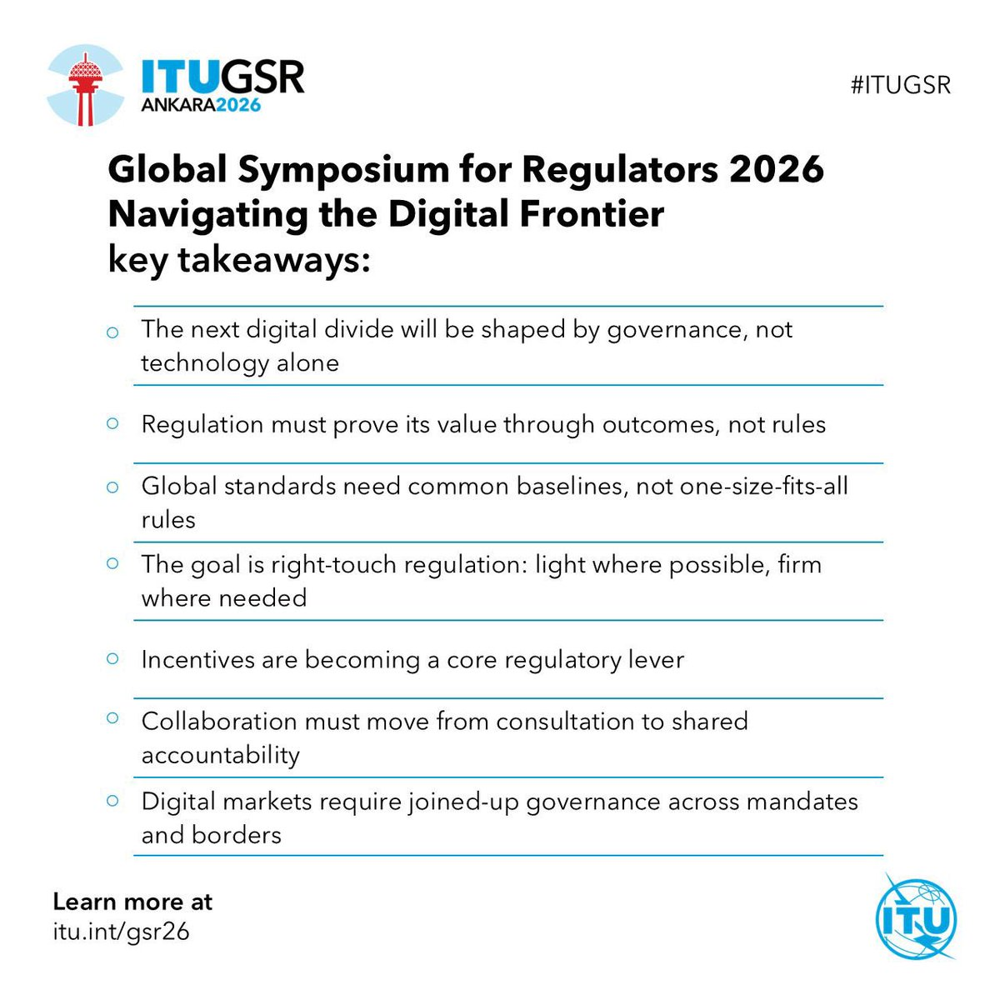 ITUGSR
ANKARA2026
#ITUGSR
Global Symposium for Regulators 2026
Navigating the Digital Frontier
key takeaways:
The next digital divide will be shaped by governance, not
technology alone
Regulation must prove its value through outcomes, not rules
Global standards need common baselines, not one-size-fits-all
rules
The goal is right-touch regulation: light where possible, firm
where needed
Incentives are becoming a core regulatory lever
Collaboration must move from consultation to shared
accountability
Digital markets require joined-up governance across mandates
and borders
Learn more at
itu.int/gsr26
ITU